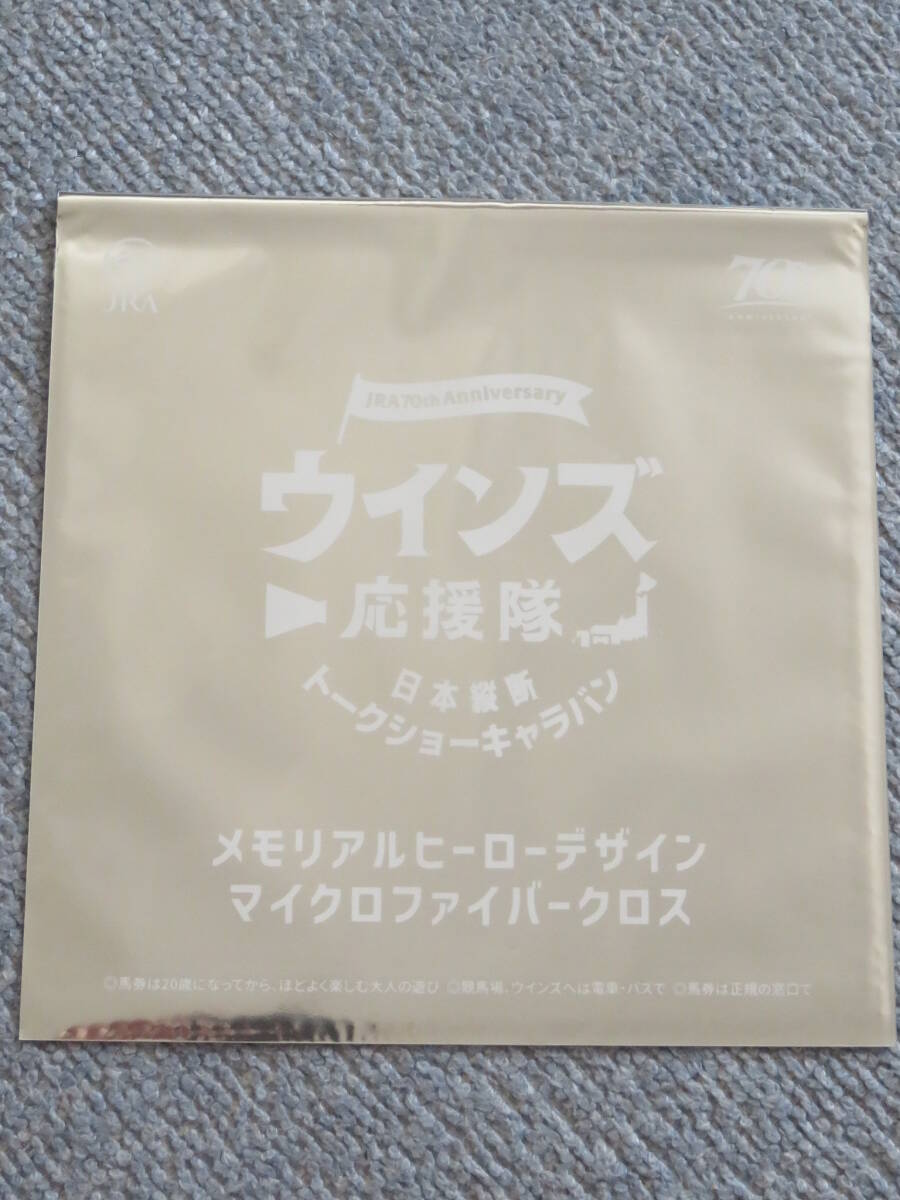 JRA
70
ANNIVERSARY
JRA70th Anniversary
ウインズ
応援隊
日本縦断
トークショーキャラバン
メモリアルヒーローデザイン
マイクロファイバークロス
◎馬券は20歳になってから、ほどよく楽しむ大人の遊び ◎競馬場、ウインズへは電車・バスで ◎馬券は正規の窓口で